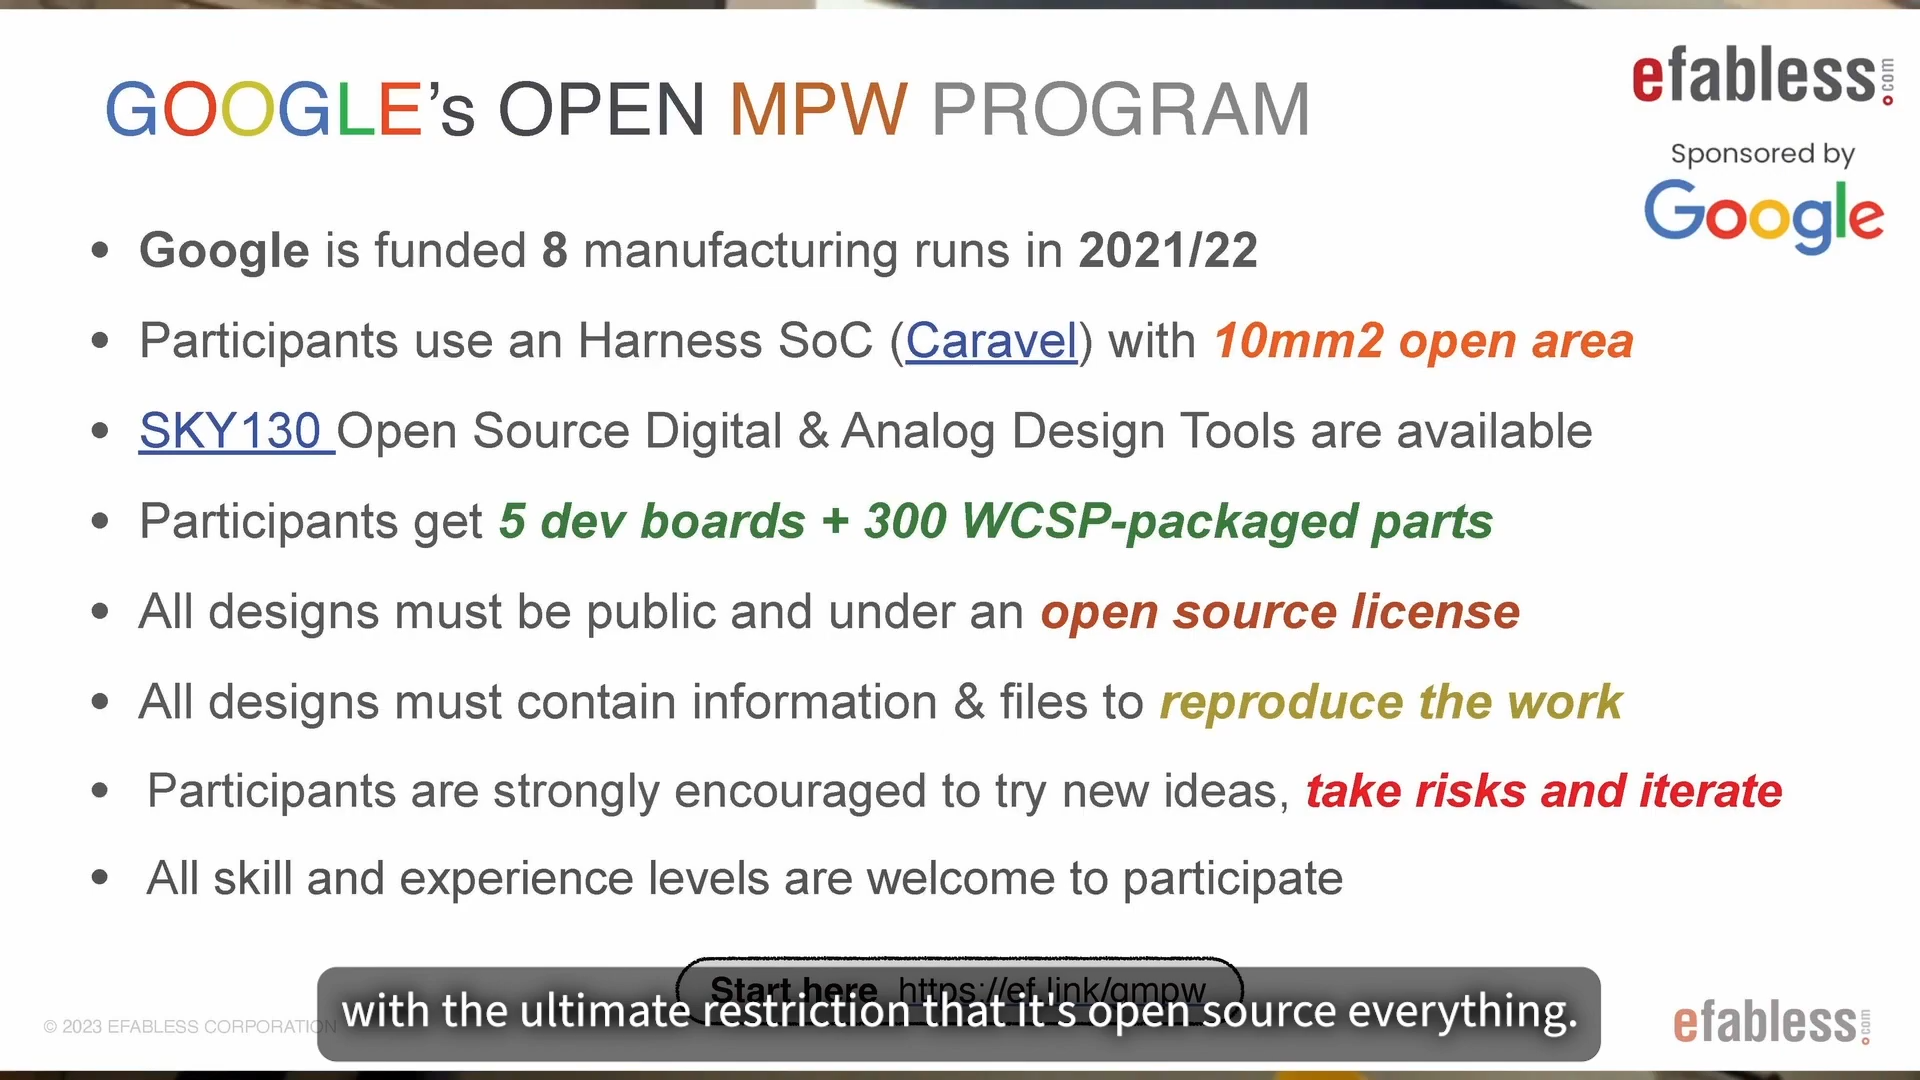 GOOGLE's OPEN MPW PROGRAM
efabless.com
Sponsored by
Google
• Google is funded 8 manufacturing runs in 2021/22
• Participants use an Harness SoC (Caravel) with 10mm2 open area
• SKY130 Open Source Digital & Analog Design Tools are available
• Participants get 5 dev boards + 300 WCSP-packaged parts
• All designs must be public and under an open source license
• All designs must contain information & files to reproduce the work
• Participants are strongly encouraged to try new ideas, take risks and iterate
• All skill and experience levels are welcome to participate
Start here https://ef.link/gmpw
with the ultimate restriction that it's open source everything.
© 2023 EFABLESS CORPORATION
efabless.com